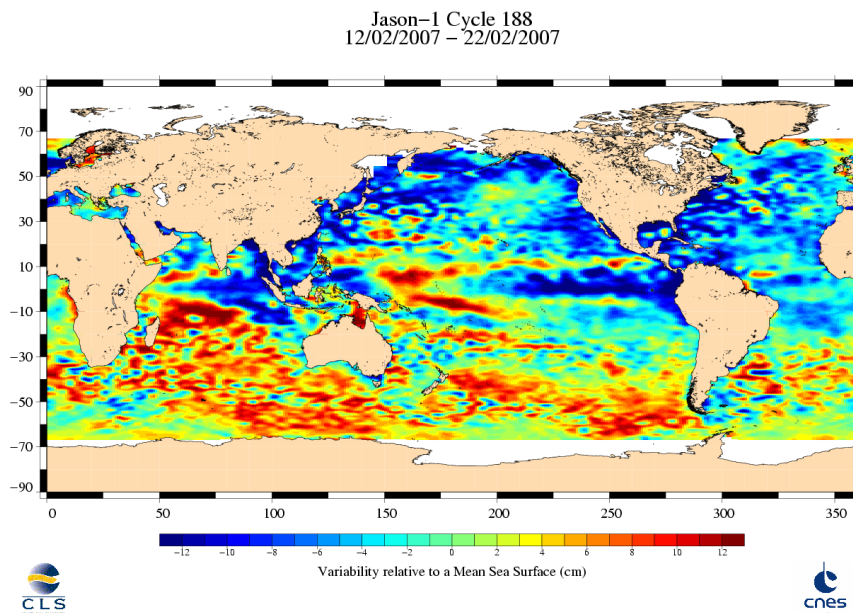 Jason-1 Cycle 188
12/02/2007 – 22/02/2007
90
70
50
30
10
−10
−30
−50
−70
−90
0 50 100 150 200 250 300 350
−12 −10 −8 −6 −4 −2 0 2 4 6 8 10 12
Variability relative to a Mean Sea Surface (cm)
CLS
cnes